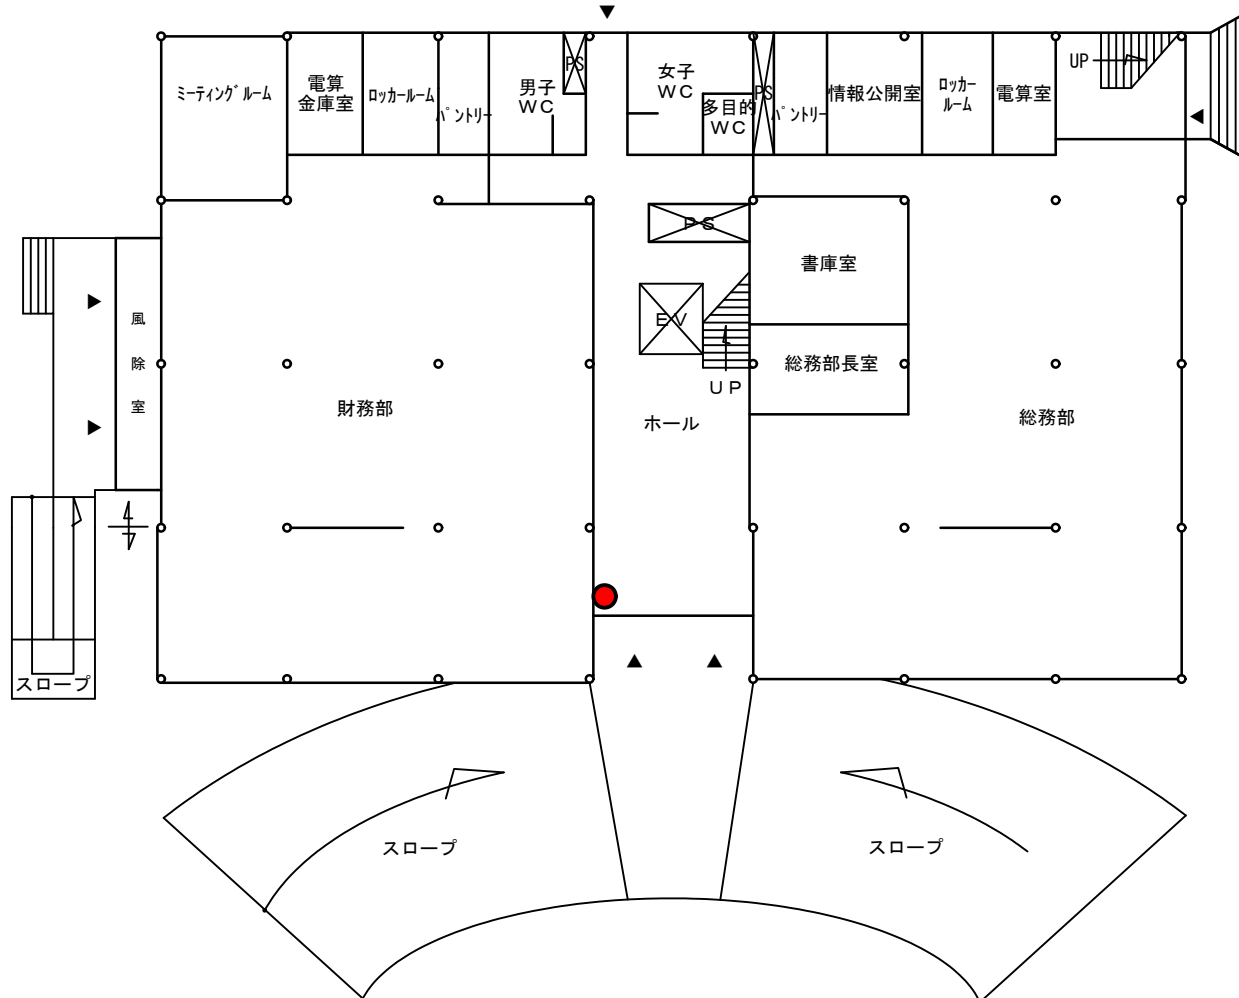 UP
PS
女子
WC
電算
金庫室
男子
WC
ミーティングルーム
ロッカールーム
パントリー
多目的
WC
PS
パントリー
情報公開室
ロッカー
ルーム
電算室
PS
書庫室
EV
風
除
室
総務部長室
UP
財務部
ホール
総務部
スロープ
スロープ
スロープ